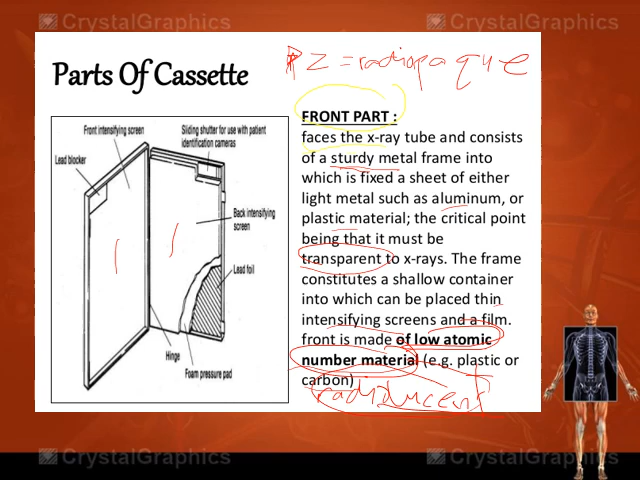 CrystalGraphics
CrystalGraphics
Parts Of Cassette
Z = radiopaque
Front intensifying screen
Sliding shutter for use with patient
identification cameras
Lead blocker
Back intensifying
screen
Lead foil
Hinge
Foam pressure pad
FRONT PART :
faces the x-ray tube and consists
of a sturdy metal frame into
which is fixed a sheet of either
light metal such as aluminum, or
plastic material; the critical point
being that it must be
transparent to x-rays. The frame
constitutes a shallow container
into which can be placed thin
intensifying screens and a film.
front is made of low atomic
number material (e.g. plastic or
carbon)
radiolucent
CrystalGraphics
CrystalGraphics